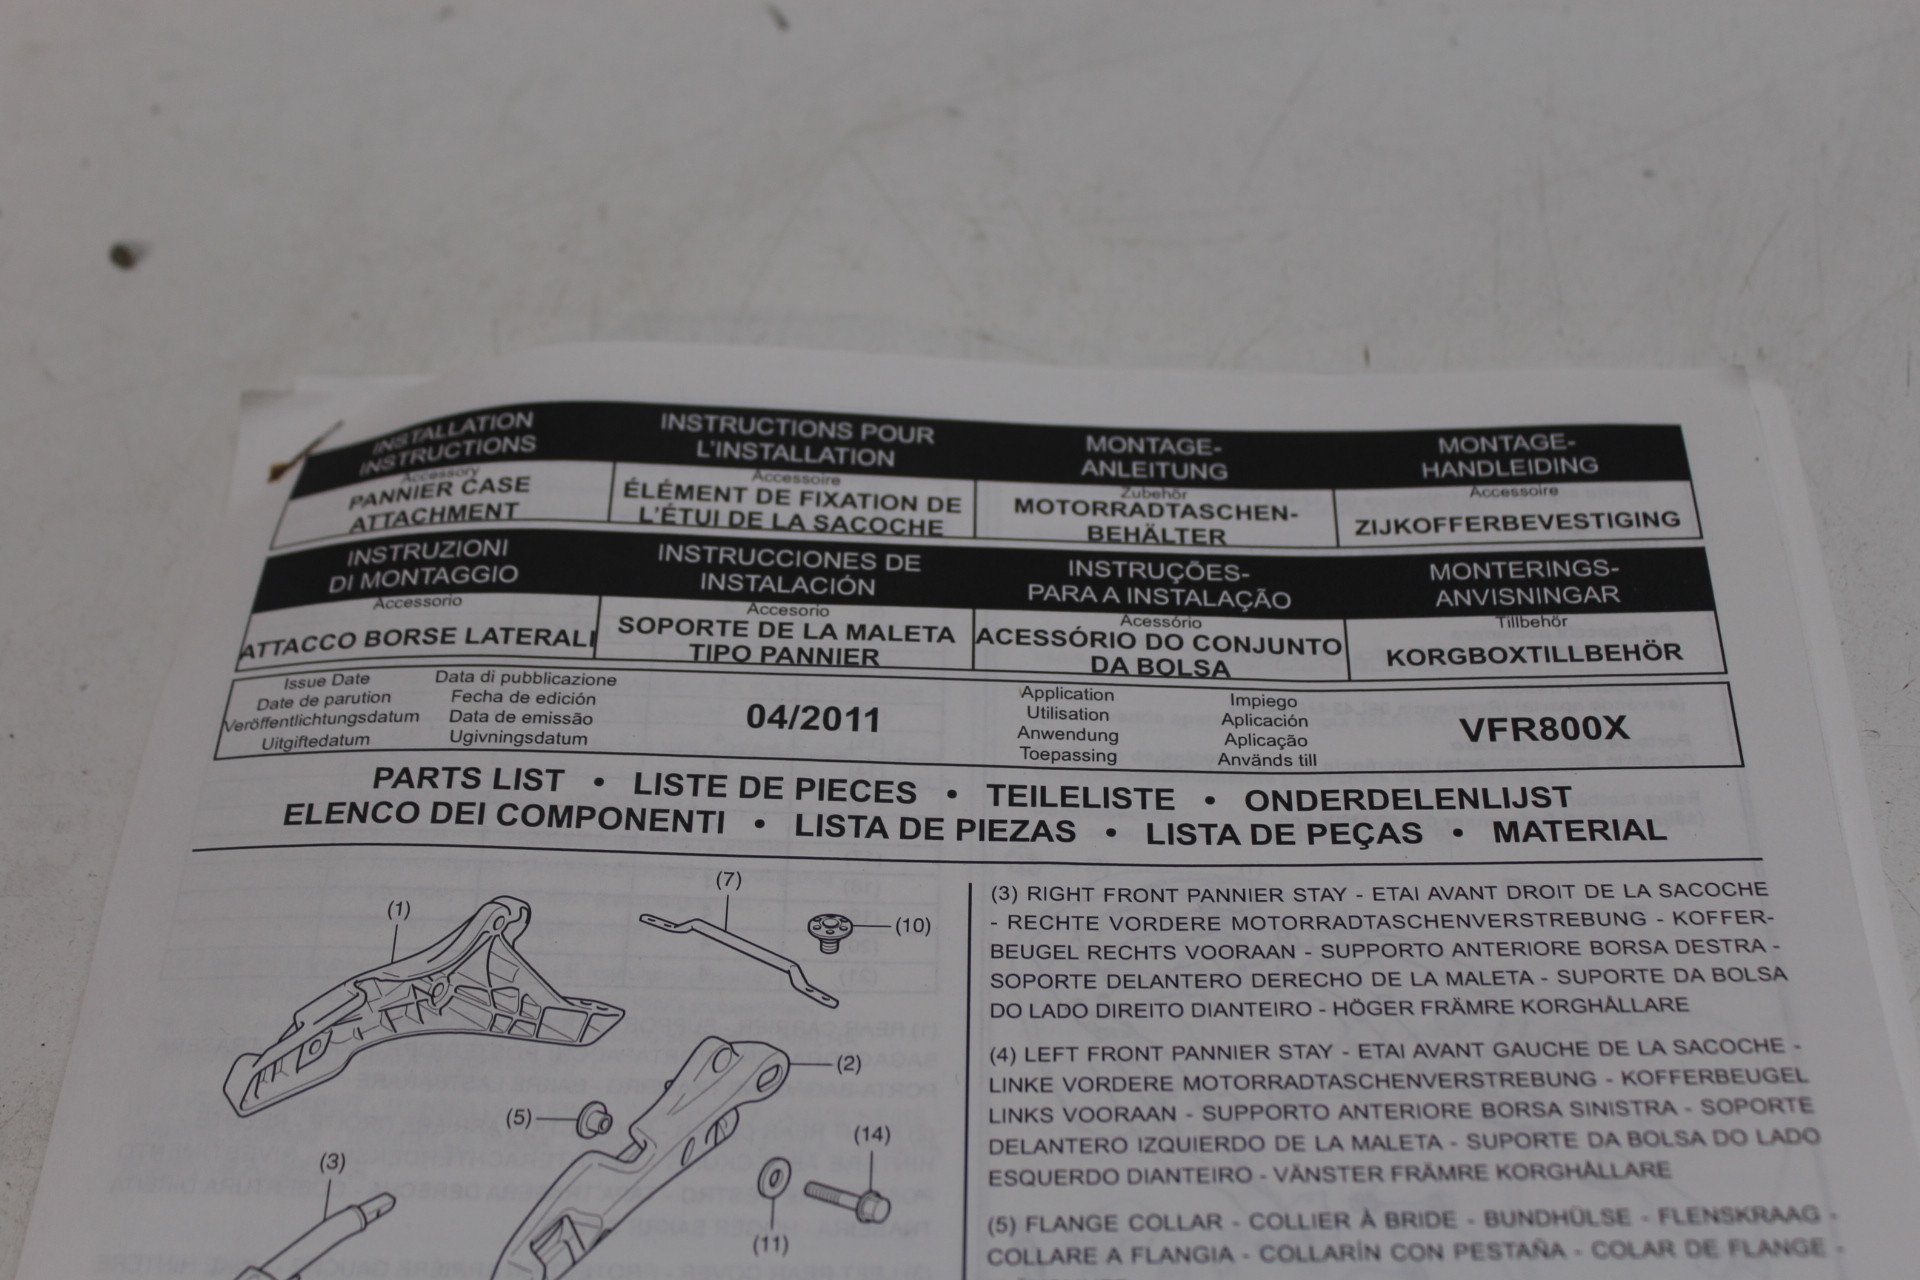 INSTALLATION
INSTRUCTIONS
Accessory
PANNIER CASE
ATTACHMENT
INSTRUCTIONS POUR
L'INSTALLATION
Accessoire
ÉLÉMENT DE FIXATION DE
L'ÉTUI DE LA SACOCHE
MONTAGE-
ANLEITUNG
Zubehör
MOTORRADTASCHEN-
BEHÄLTER
MONTAGE-
HANDLEIDING
Accessoire
ZIJKOFFERBEVESTIGING
INSTRUZIONI
DI MONTAGGIO
Accessorio
ATTACCO BORSE LATERALI
INSTRUCCIONES DE
INSTALACIÓN
Accesorio
SOPORTE DE LA MALETA
TIPO PANNIER
INSTRUÇÕES-
PARA A INSTALAÇÃO
Acessório
ACESSÓRIO DO CONJUNTO
DA BOLSA
MONTERINGS-
ANVISNINGAR
Tillbehör
KORGBOXTILLBEHÖR
Issue Date
Date de parution
Veröffentlichtungsdatum
Uitgiftedatum
Data di pubblicazione
Fecha de edición
Data de emissão
Ugivningsdatum
04/2011
Application
Utilisation
Anwendung
Toepassing
Impiego
Aplicación
Aplicação
Används till
VFR800X
PARTS LIST • LISTE DE PIECES • TEILELISTE • ONDERDELENLIJST
ELENCO DEI COMPONENTI • LISTA DE PIEZAS • LISTA DE PEÇAS • MATERIAL
(1)
(7)
(10)
(2)
(5)
(3)
(14)
(11)
(3) RIGHT FRONT PANNIER STAY - ETAI AVANT DROIT DE LA SACOCHE
- RECHTE VORDERE MOTORRADTASCHENVERSTREBUNG - KOFFER-
BEUGEL RECHTS VOORAAN - SUPPORTO ANTERIORE BORSA DESTRA -
SOPORTE DELANTERO DERECHO DE LA MALETA - SUPORTE DA BOLSA
DO LADO DIREITO DIANTEIRO - HÖGER FRÄMRE KORGHÅLLARE
(4) LEFT FRONT PANNIER STAY - ETAI AVANT GAUCHE DE LA SACOCHE -
LINKE VORDERE MOTORRADTASCHENVERSTREBUNG - KOFFERBEUGEL
LINKS VOORAAN - SUPPORTO ANTERIORE BORSA SINISTRA - SOPORTE
DELANTERO IZQUIERDO DE LA MALETA - SUPORTE DA BOLSA DO LADO
ESQUERDO DIANTEIRO - VÄNSTER FRÄMRE KORGHÅLLARE
(5) FLANGE COLLAR - COLLIER À BRIDE - BUNDHÜLSE - FLENSKRAAG -
COLLARE A FLANGIA - COLLARÍN CON PESTAÑA - COLAR DE FLANGE -